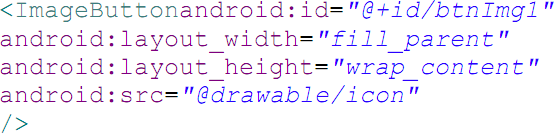 <ImageButtonandroid:id="@+id/btnImg1"
android:layout_width="fill_parent"
android:layout_height="wrap_content"
android:src="@drawable/icon"
/>